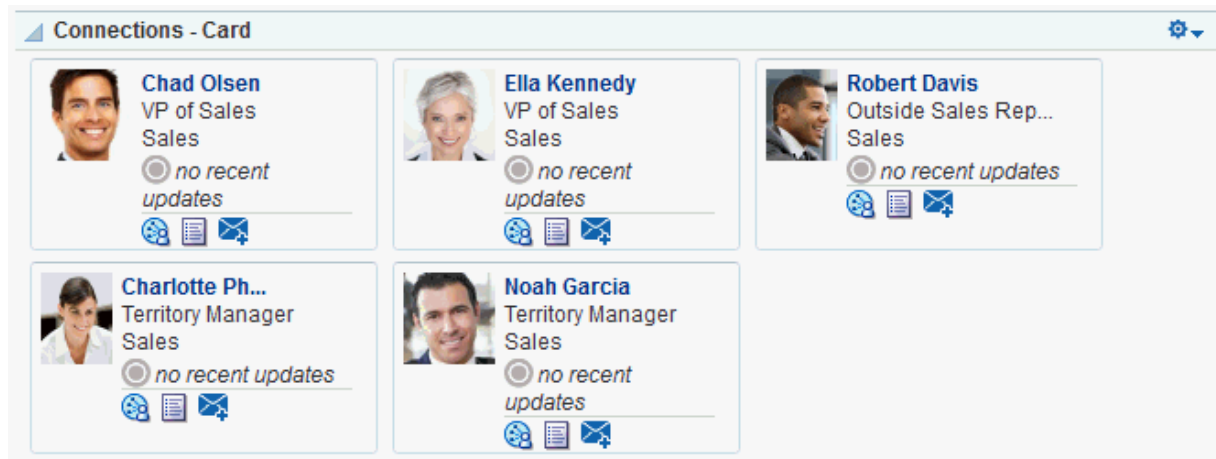 Connections - Card
Chad Olsen
VP of Sales
Sales
no recent
updates
Ella Kennedy
VP of Sales
Sales
no recent
updates
Robert Davis
Outside Sales Rep...
Sales
no recent updates
Charlotte Ph...
Territory Manager
Sales
no recent updates
Noah Garcia
Territory Manager
Sales
no recent
updates